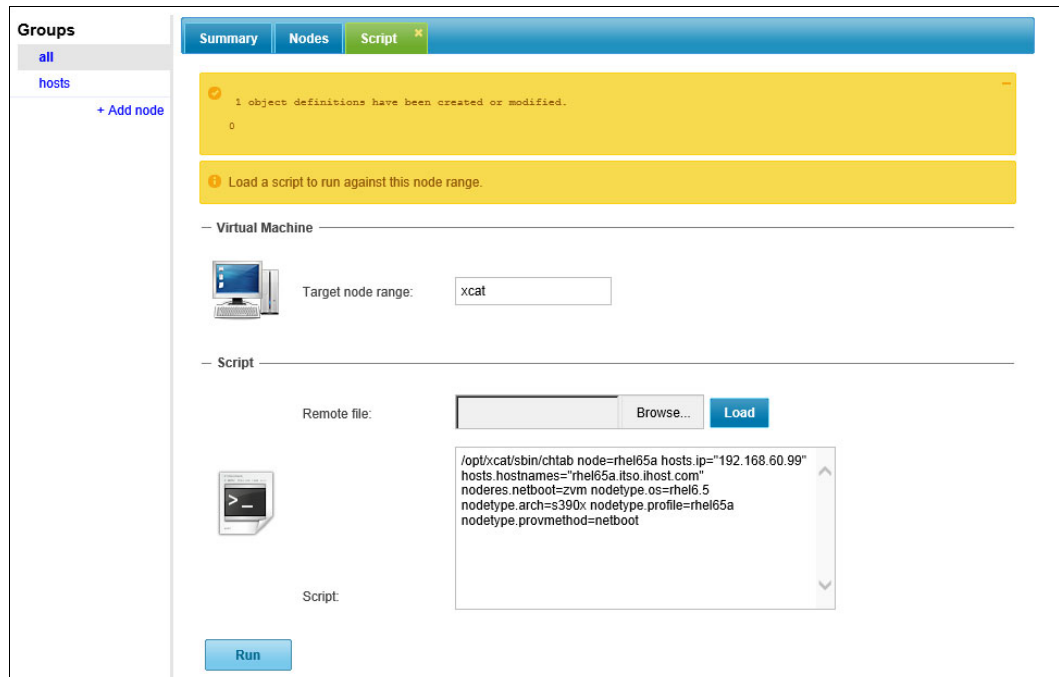 Groups
all
hosts
+ Add node
Summary
Nodes
Script
1 object definitions have been created or modified.
0
Load a script to run against this node range.
Virtual Machine
Target node range:
xcat
Script
Remote file:
Browse...
Load
/opt/xcat/sbin/chtab node=rhel65a hosts.ip="192.168.60.99"
hosts.hostnames="rhel65a.itso.ihost.com"
noderes.netboot=zvm nodetype.os=rhel6.5
nodetype.arch=s390x nodetype.profile=rhel65a
nodetype.provmethod=netboot
Script:
Run